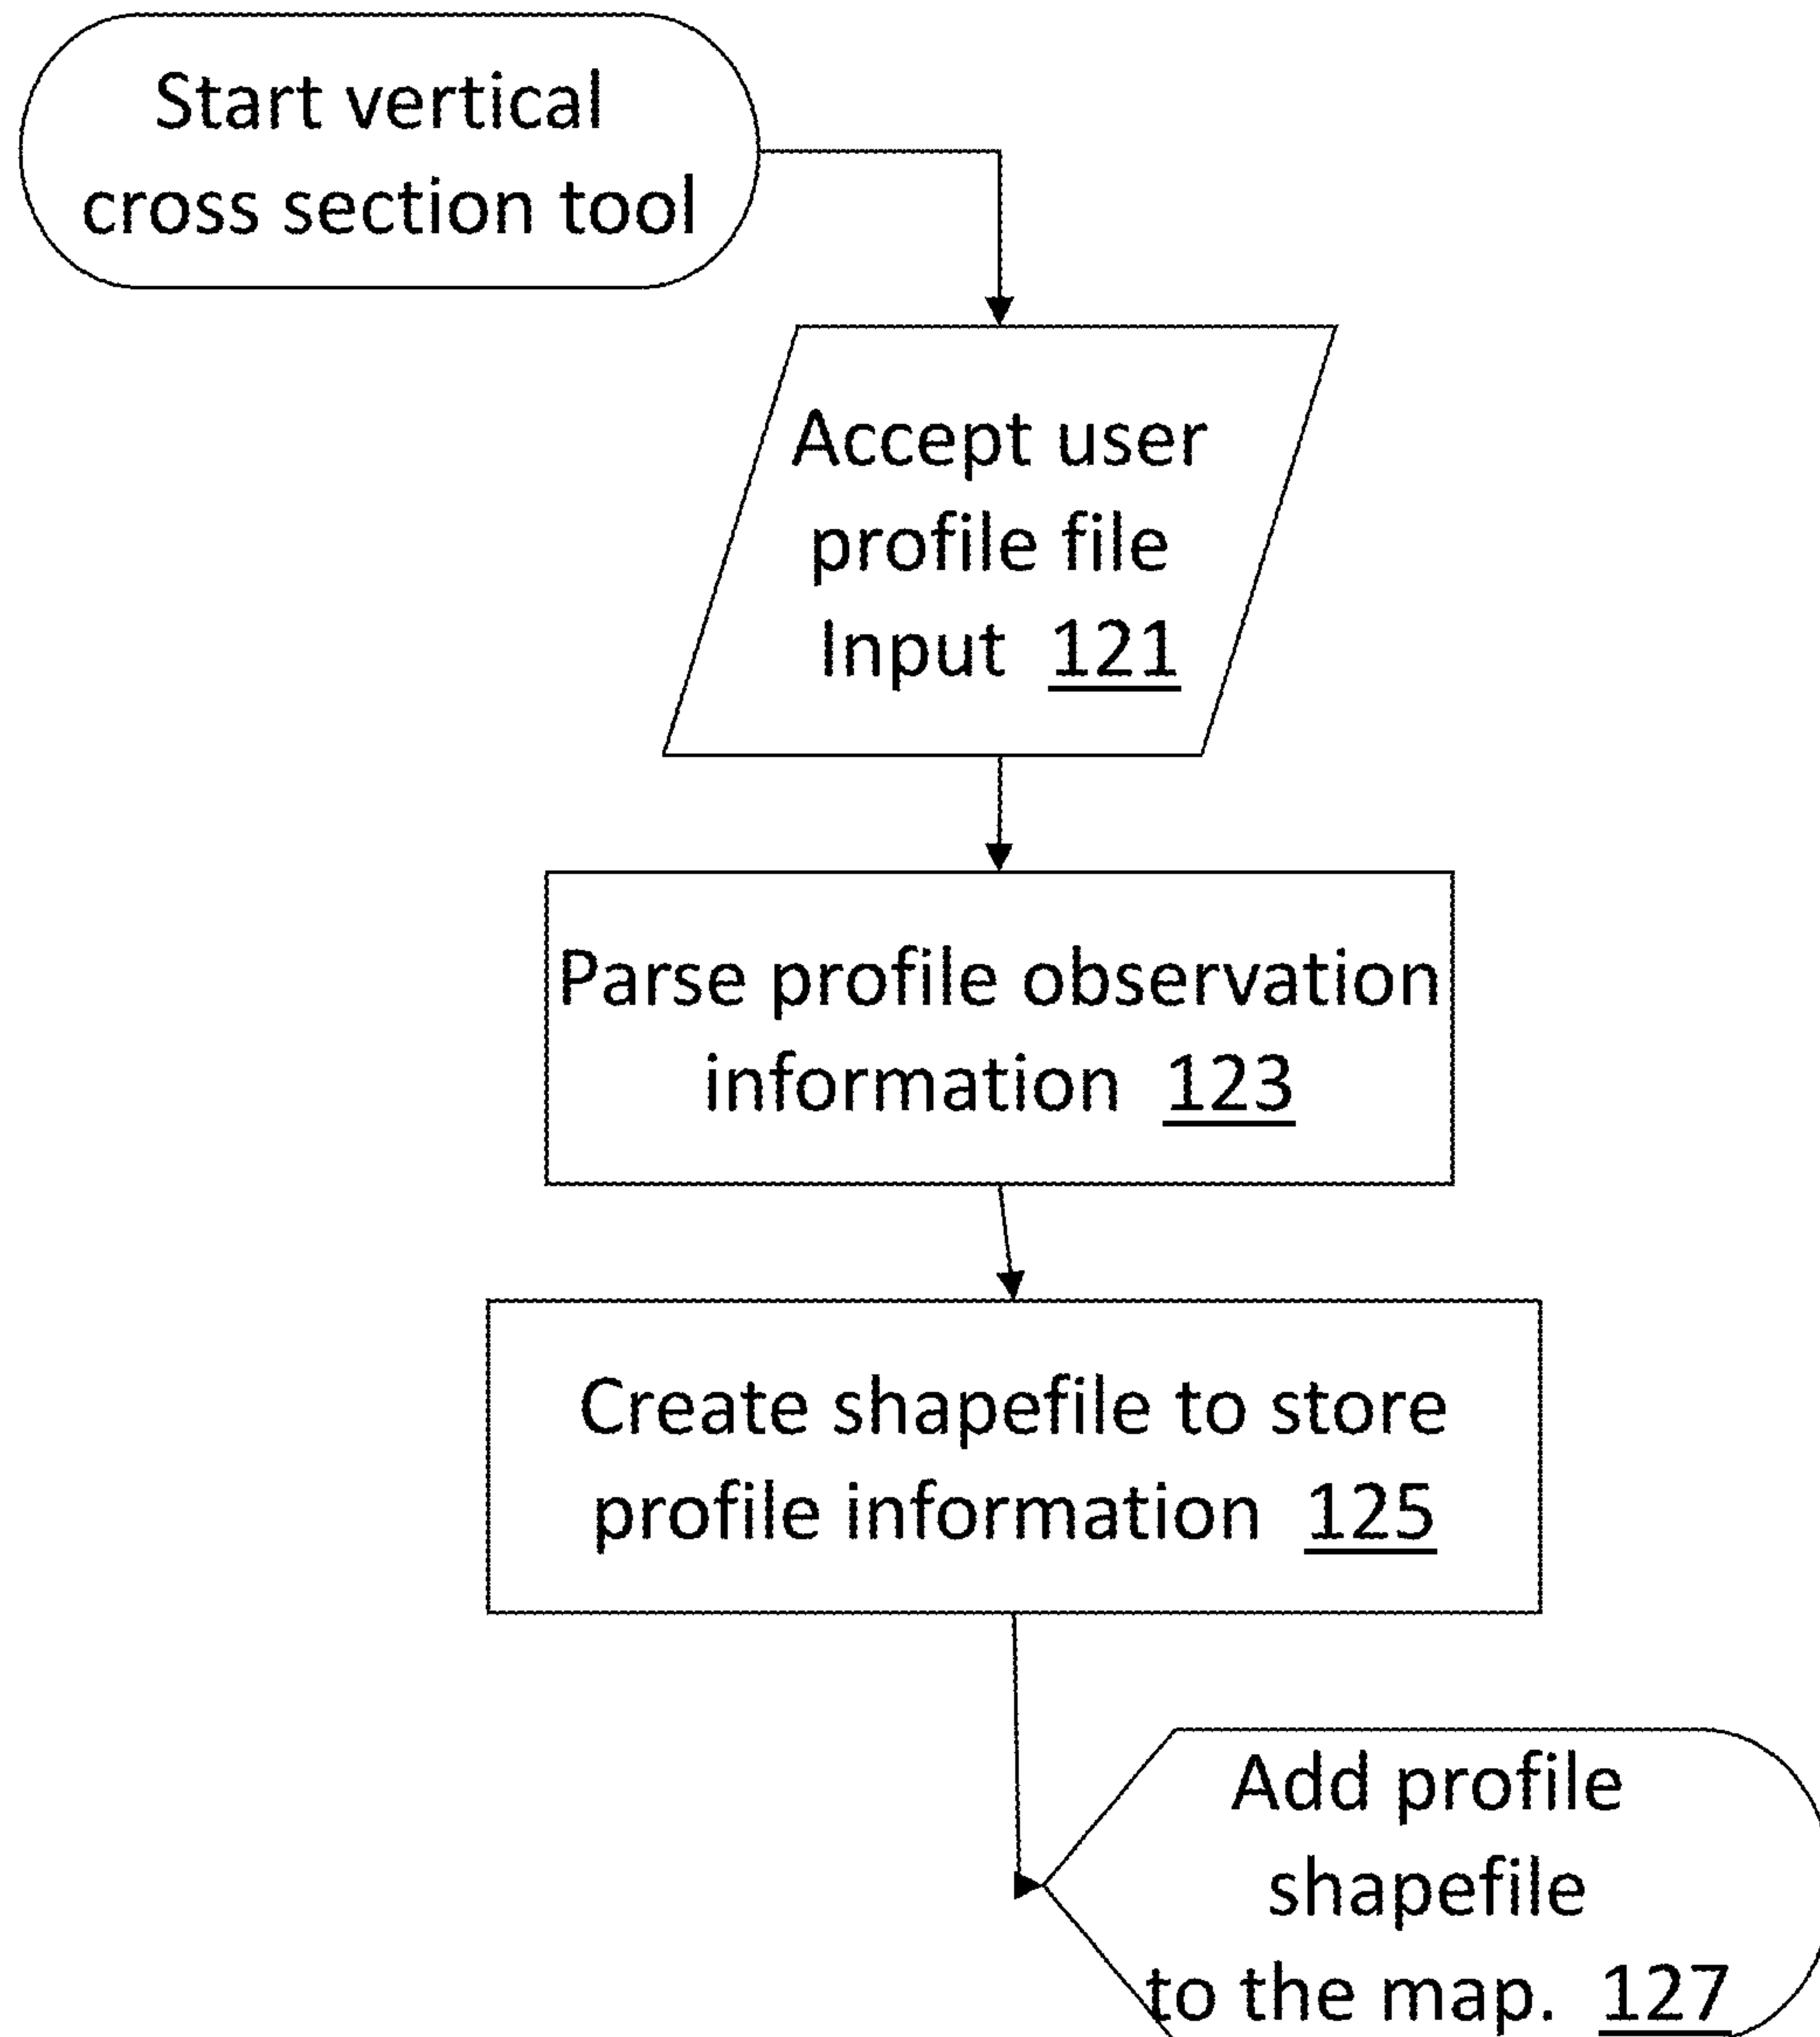 Start vertical
cross section tool
Accept user
profile file
Input 121
Parse profile observation
information 123
Create shapefile to store
profile information 125
Add profile
shapefile
to the map. 127